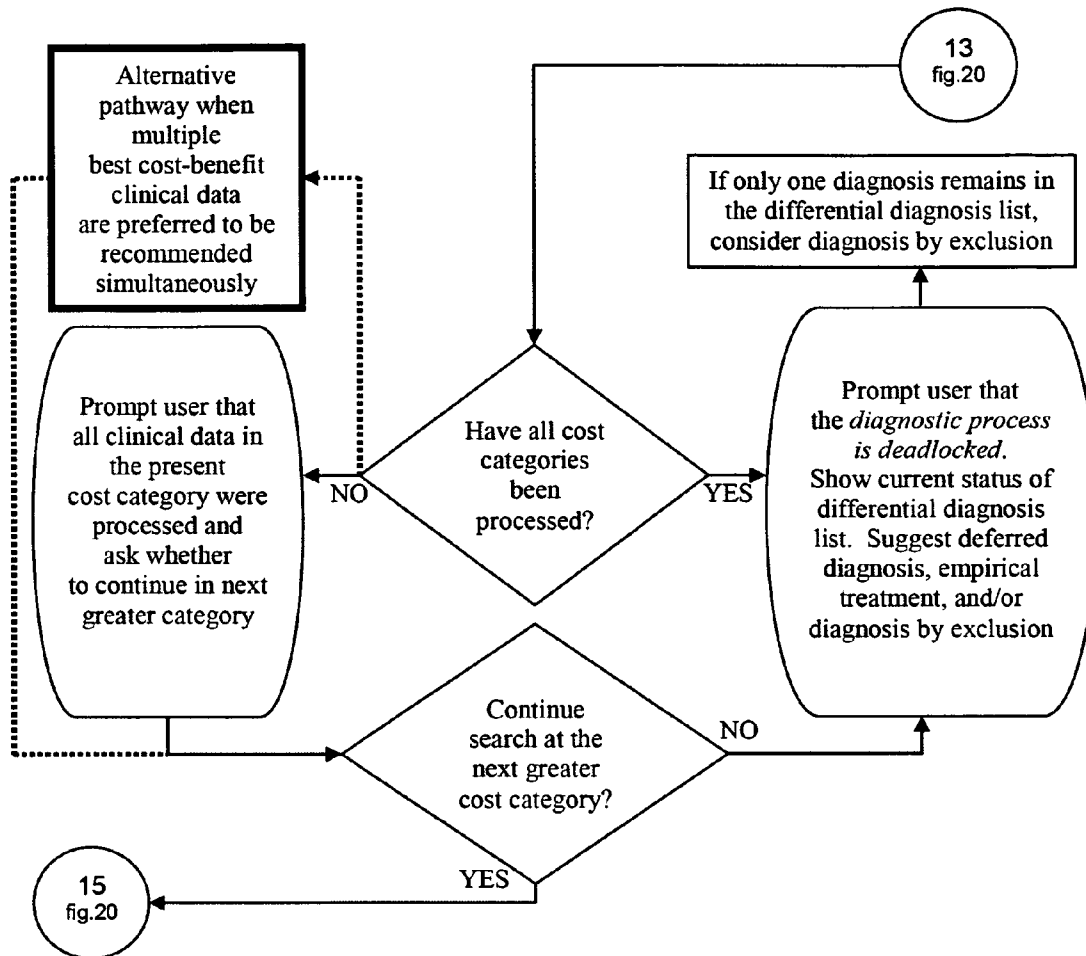 13
fig.20
Alternative
pathway when
multiple
best cost-benefit
clinical data
are preferred to be
recommended
simultaneously
If only one diagnosis remains in
the differential diagnosis list,
consider diagnosis by exclusion
Prompt user that
all clinical data in
the present
cost category were
processed and
ask whether
to continue in next
greater category
NO
Have all cost
categories
been
processed?
YES
Prompt user that
the diagnostic process
is deadlocked.
Show current status of
differential diagnosis
list. Suggest deferred
diagnosis, empirical
treatment, and/or
diagnosis by exclusion
Continue
search at the
next greater
cost category?
NO
YES
15
fig.20